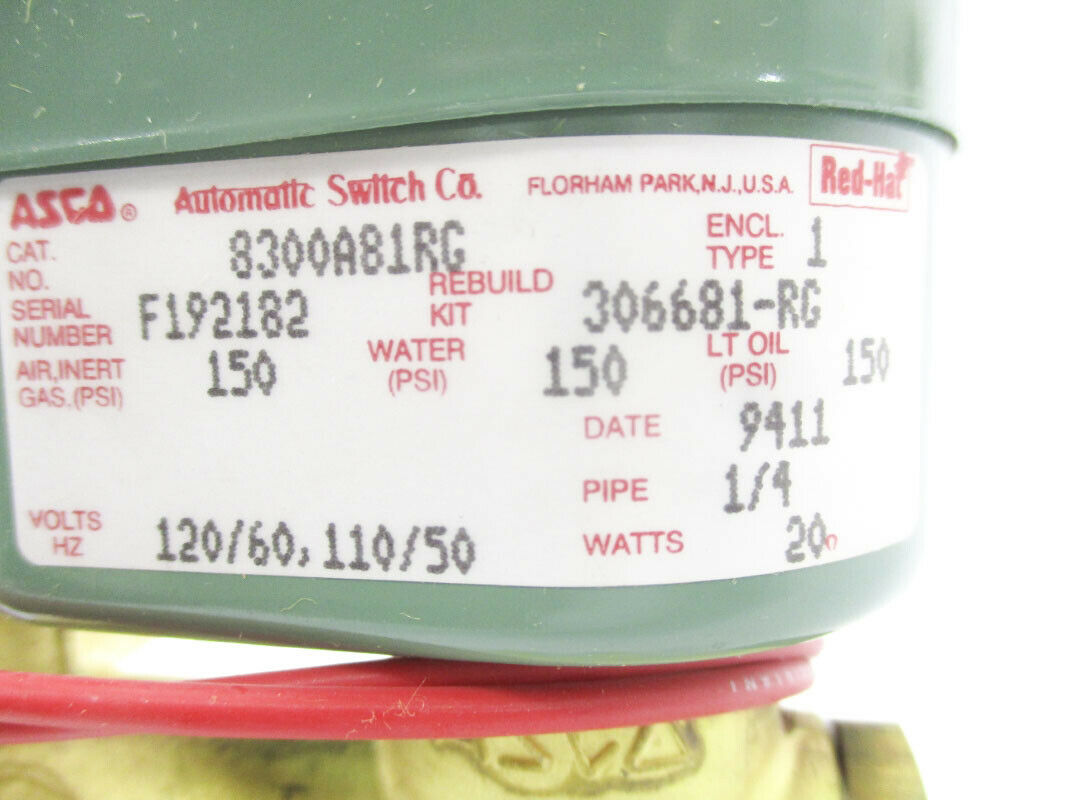 ASCO® Automatic Switch Co. FLORHAM PARK, N.J., U.S.A. Red-Hat
CAT. NO. 8300A81RG ENCL. TYPE 1
SERIAL NUMBER F192182 REBUILD KIT 306681-RG
AIR, INERT GAS, (PSI) 150 WATER (PSI) 150 LT OIL (PSI) 150
DATE 9411
PIPE 1/4
VOLTS HZ 120/60, 110/50 WATTS 20
ASCA